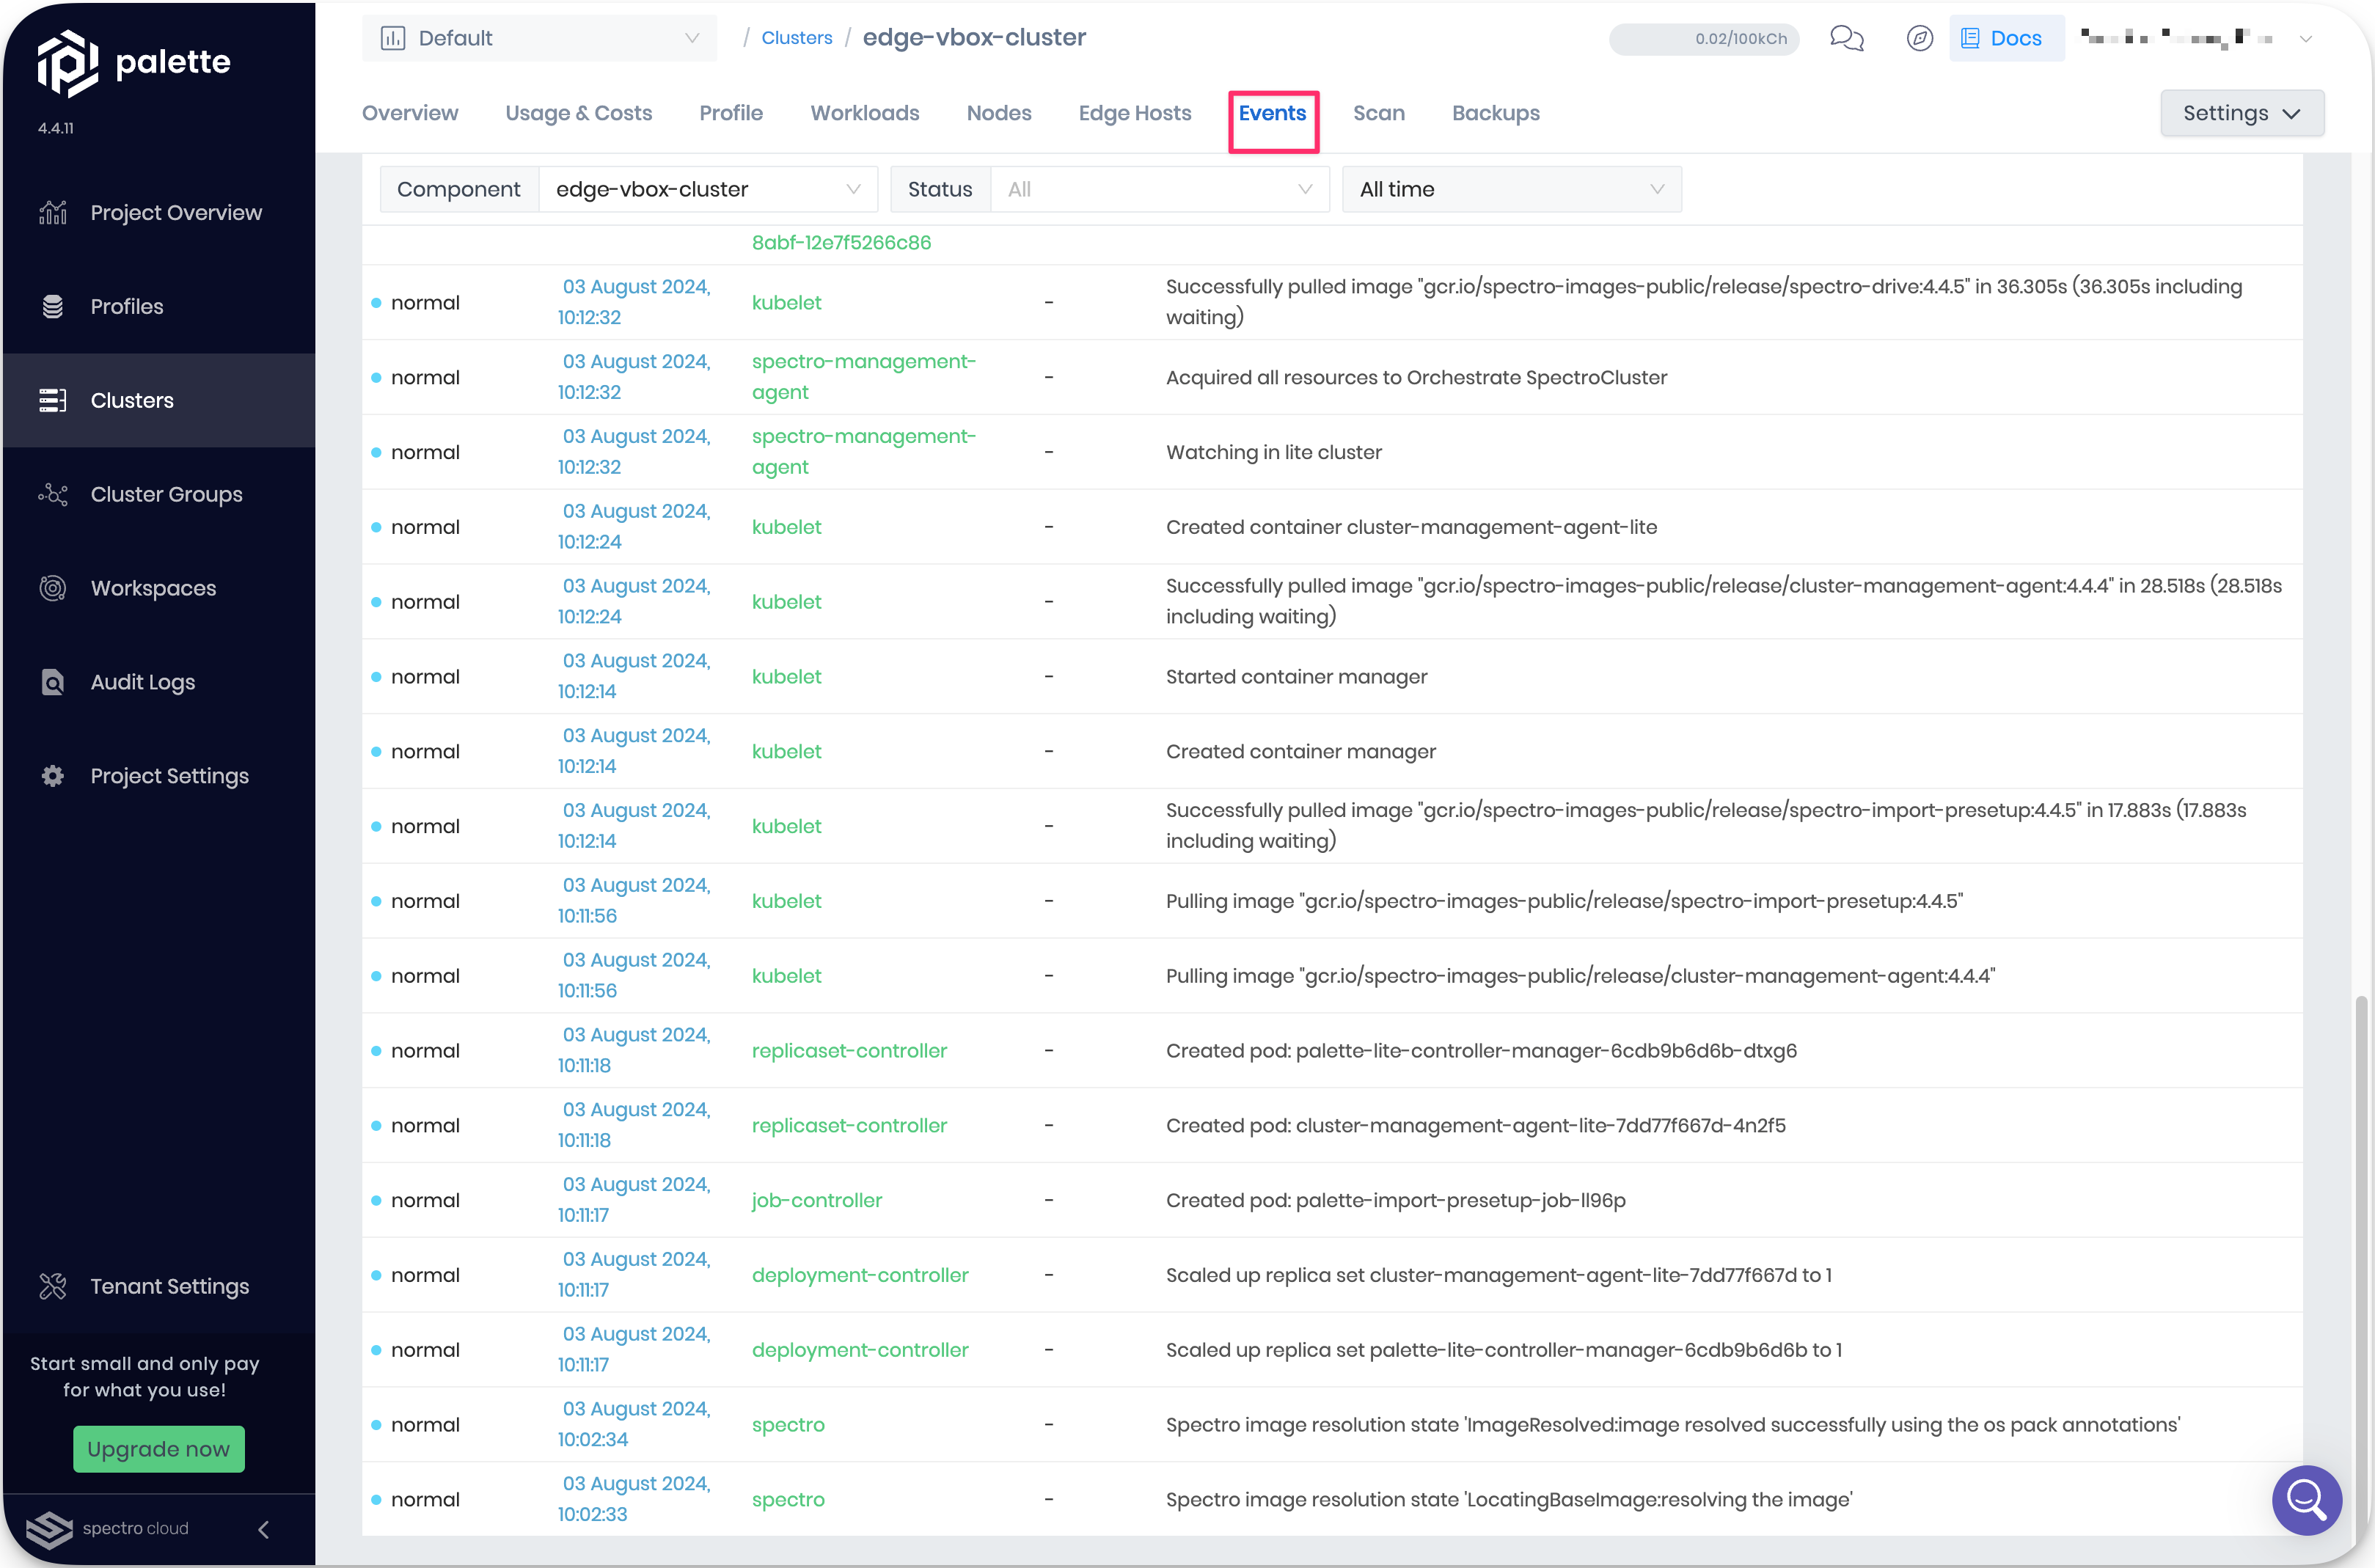 palette
4.4.11
Project Overview
Profiles
Clusters
Cluster Groups
Workspaces
Audit Logs
Project Settings
Tenant Settings
Start small and only pay
for what you use!
Upgrade now
spectro cloud
Default
/ Clusters / edge-vbox-cluster
0.02/100kCh
Docs
Overview Usage & Costs Profile Workloads Nodes Edge Hosts Events Scan Backups
Settings
Component edge-vbox-cluster Status All All time
8abf-12e7f5266c86
normal 03 August 2024, kubelet - Successfully pulled image "gcr.io/spectro-images-public/release/spectro-drive:4.4.5" in 36.305s (36.305s including
10:12:32 waiting)
normal 03 August 2024, spectro-management- - Acquired all resources to Orchestrate SpectroCluster
10:12:32 agent
normal 03 August 2024, spectro-management- - Watching in lite cluster
10:12:32 agent
normal 03 August 2024, kubelet - Created container cluster-management-agent-lite
10:12:24
normal 03 August 2024, kubelet - Successfully pulled image "gcr.io/spectro-images-public/release/cluster-management-agent:4.4.4" in 28.518s (28.518s
10:12:24 including waiting)
normal 03 August 2024, kubelet - Started container manager
10:12:14
normal 03 August 2024, kubelet - Created container manager
10:12:14
normal 03 August 2024, kubelet - Successfully pulled image "gcr.io/spectro-images-public/release/spectro-import-presetup:4.4.5" in 17.883s (17.883s
10:12:14 including waiting)
normal 03 August 2024, kubelet - Pulling image "gcr.io/spectro-images-public/release/spectro-import-presetup:4.4.5"
10:11:56
normal 03 August 2024, kubelet - Pulling image "gcr.io/spectro-images-public/release/cluster-management-agent:4.4.4"
10:11:56
normal 03 August 2024, replicaset-controller - Created pod: palette-lite-controller-manager-6cdb9b6d6b-dtxg6
10:11:18
normal 03 August 2024, replicaset-controller - Created pod: cluster-management-agent-lite-7dd77f667d-4n2f5
10:11:18
normal 03 August 2024, job-controller - Created pod: palette-import-presetup-job-ll96p
10:11:17
normal 03 August 2024, deployment-controller - Scaled up replica set cluster-management-agent-lite-7dd77f667d to 1
10:11:17
normal 03 August 2024, deployment-controller - Scaled up replica set palette-lite-controller-manager-6cdb9b6d6b to 1
10:11:17
normal 03 August 2024, spectro - Spectro image resolution state 'ImageResolved:image resolved successfully using the os pack annotations'
10:02:34
normal 03 August 2024, spectro - Spectro image resolution state 'LocatingBaseImage:resolving the image'
10:02:33